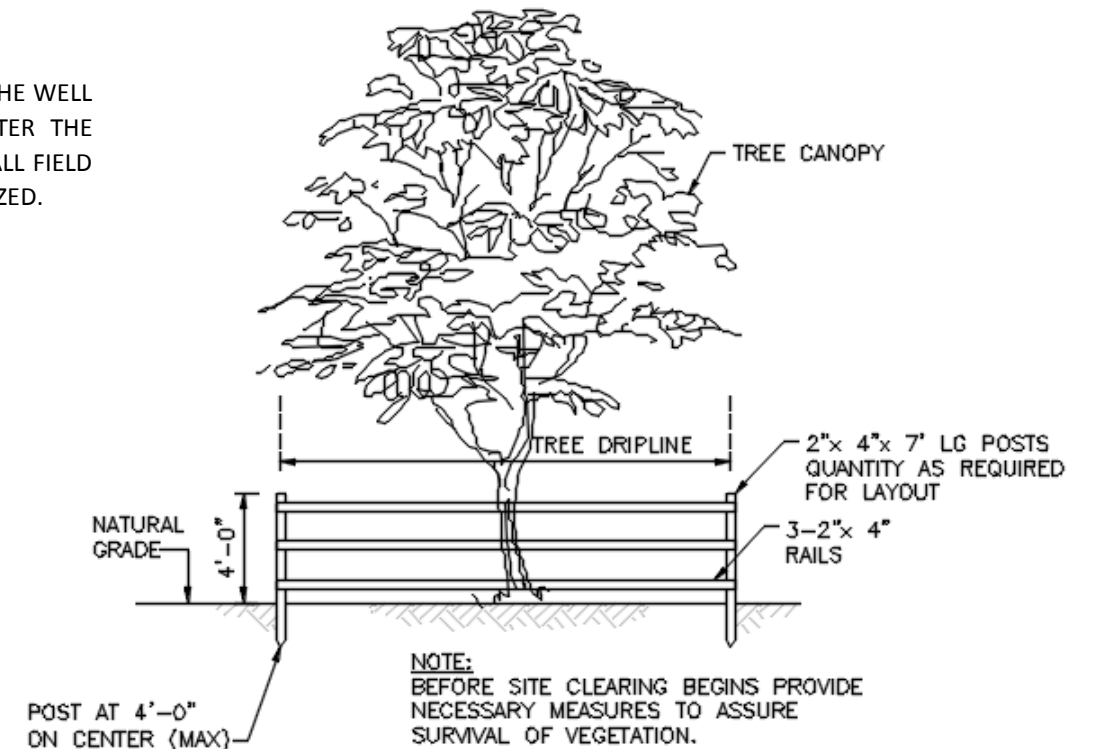 HE WELL
TER THE
ALL FIELD
ZED.
TREE CANOPY
TREE DRIPLINE
2"x 4"x 7' LG POSTS
QUANTITY AS REQUIRED
FOR LAYOUT
NATURAL
GRADE
4'-0"
3-2"x 4"
RAILS
NOTE:
BEFORE SITE CLEARING BEGINS PROVIDE
NECESSARY MEASURES TO ASSURE
SURVIVAL OF VEGETATION.
POST AT 4'-0"
ON CENTER (MAX)